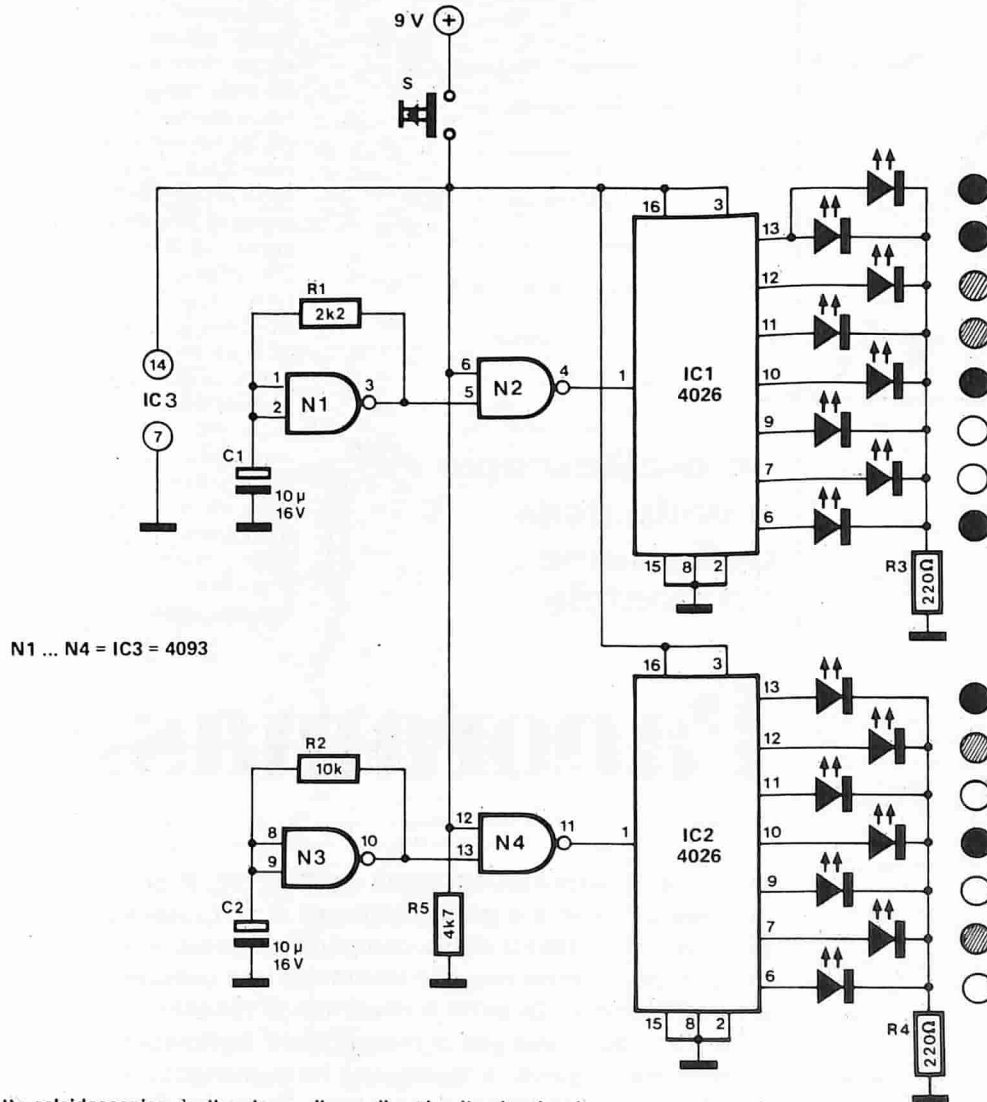 9 V +
S
16 3
13
12
11
10
9
7
6
1
IC1
4026
15 8 2
R3
220Ω
14
IC3
7
R1
2k2
1
2
N1
3
6
5
N2
4
C1
10 µ
16 V
N1 ... N4 = IC3 = 4093
16 3
13
12
11
10
9
7
6
1
IC2
4026
15 8 2
R4
220Ω
R2
10k
8
9
N3
10
12
13
N4
11
C2
10 µ
16 V
R5
4k7